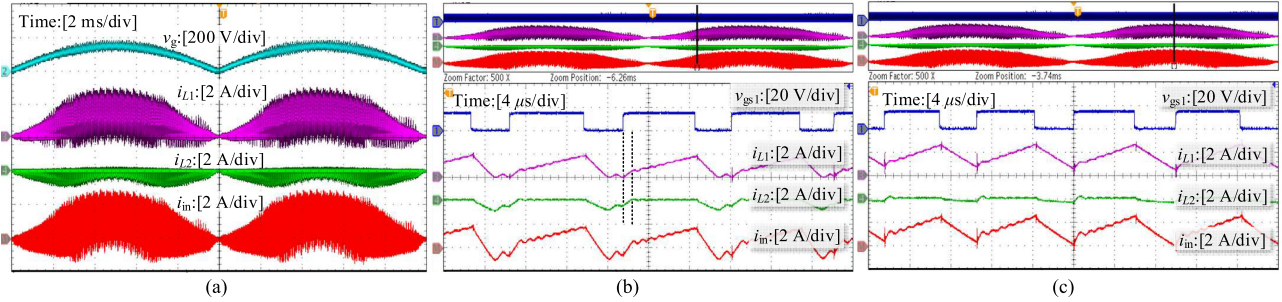 Time:[2 ms/div]
vg:[200 V/div]
iL1:[2 A/div]
iL2:[2 A/div]
iin:[2 A/div]
(a)
Zoom Factor: 500 X Zoom Position: −6.26ms
Time:[4 μs/div]
vgs1:[20 V/div]
iL1:[2 A/div]
iL2:[2 A/div]
iin:[2 A/div]
(b)
Zoom Factor: 500 X Zoom Position: −3.74ms
Time:[4 μs/div]
vgs1:[20 V/div]
iL1:[2 A/div]
iL2:[2 A/div]
iin:[2 A/div]
(c)